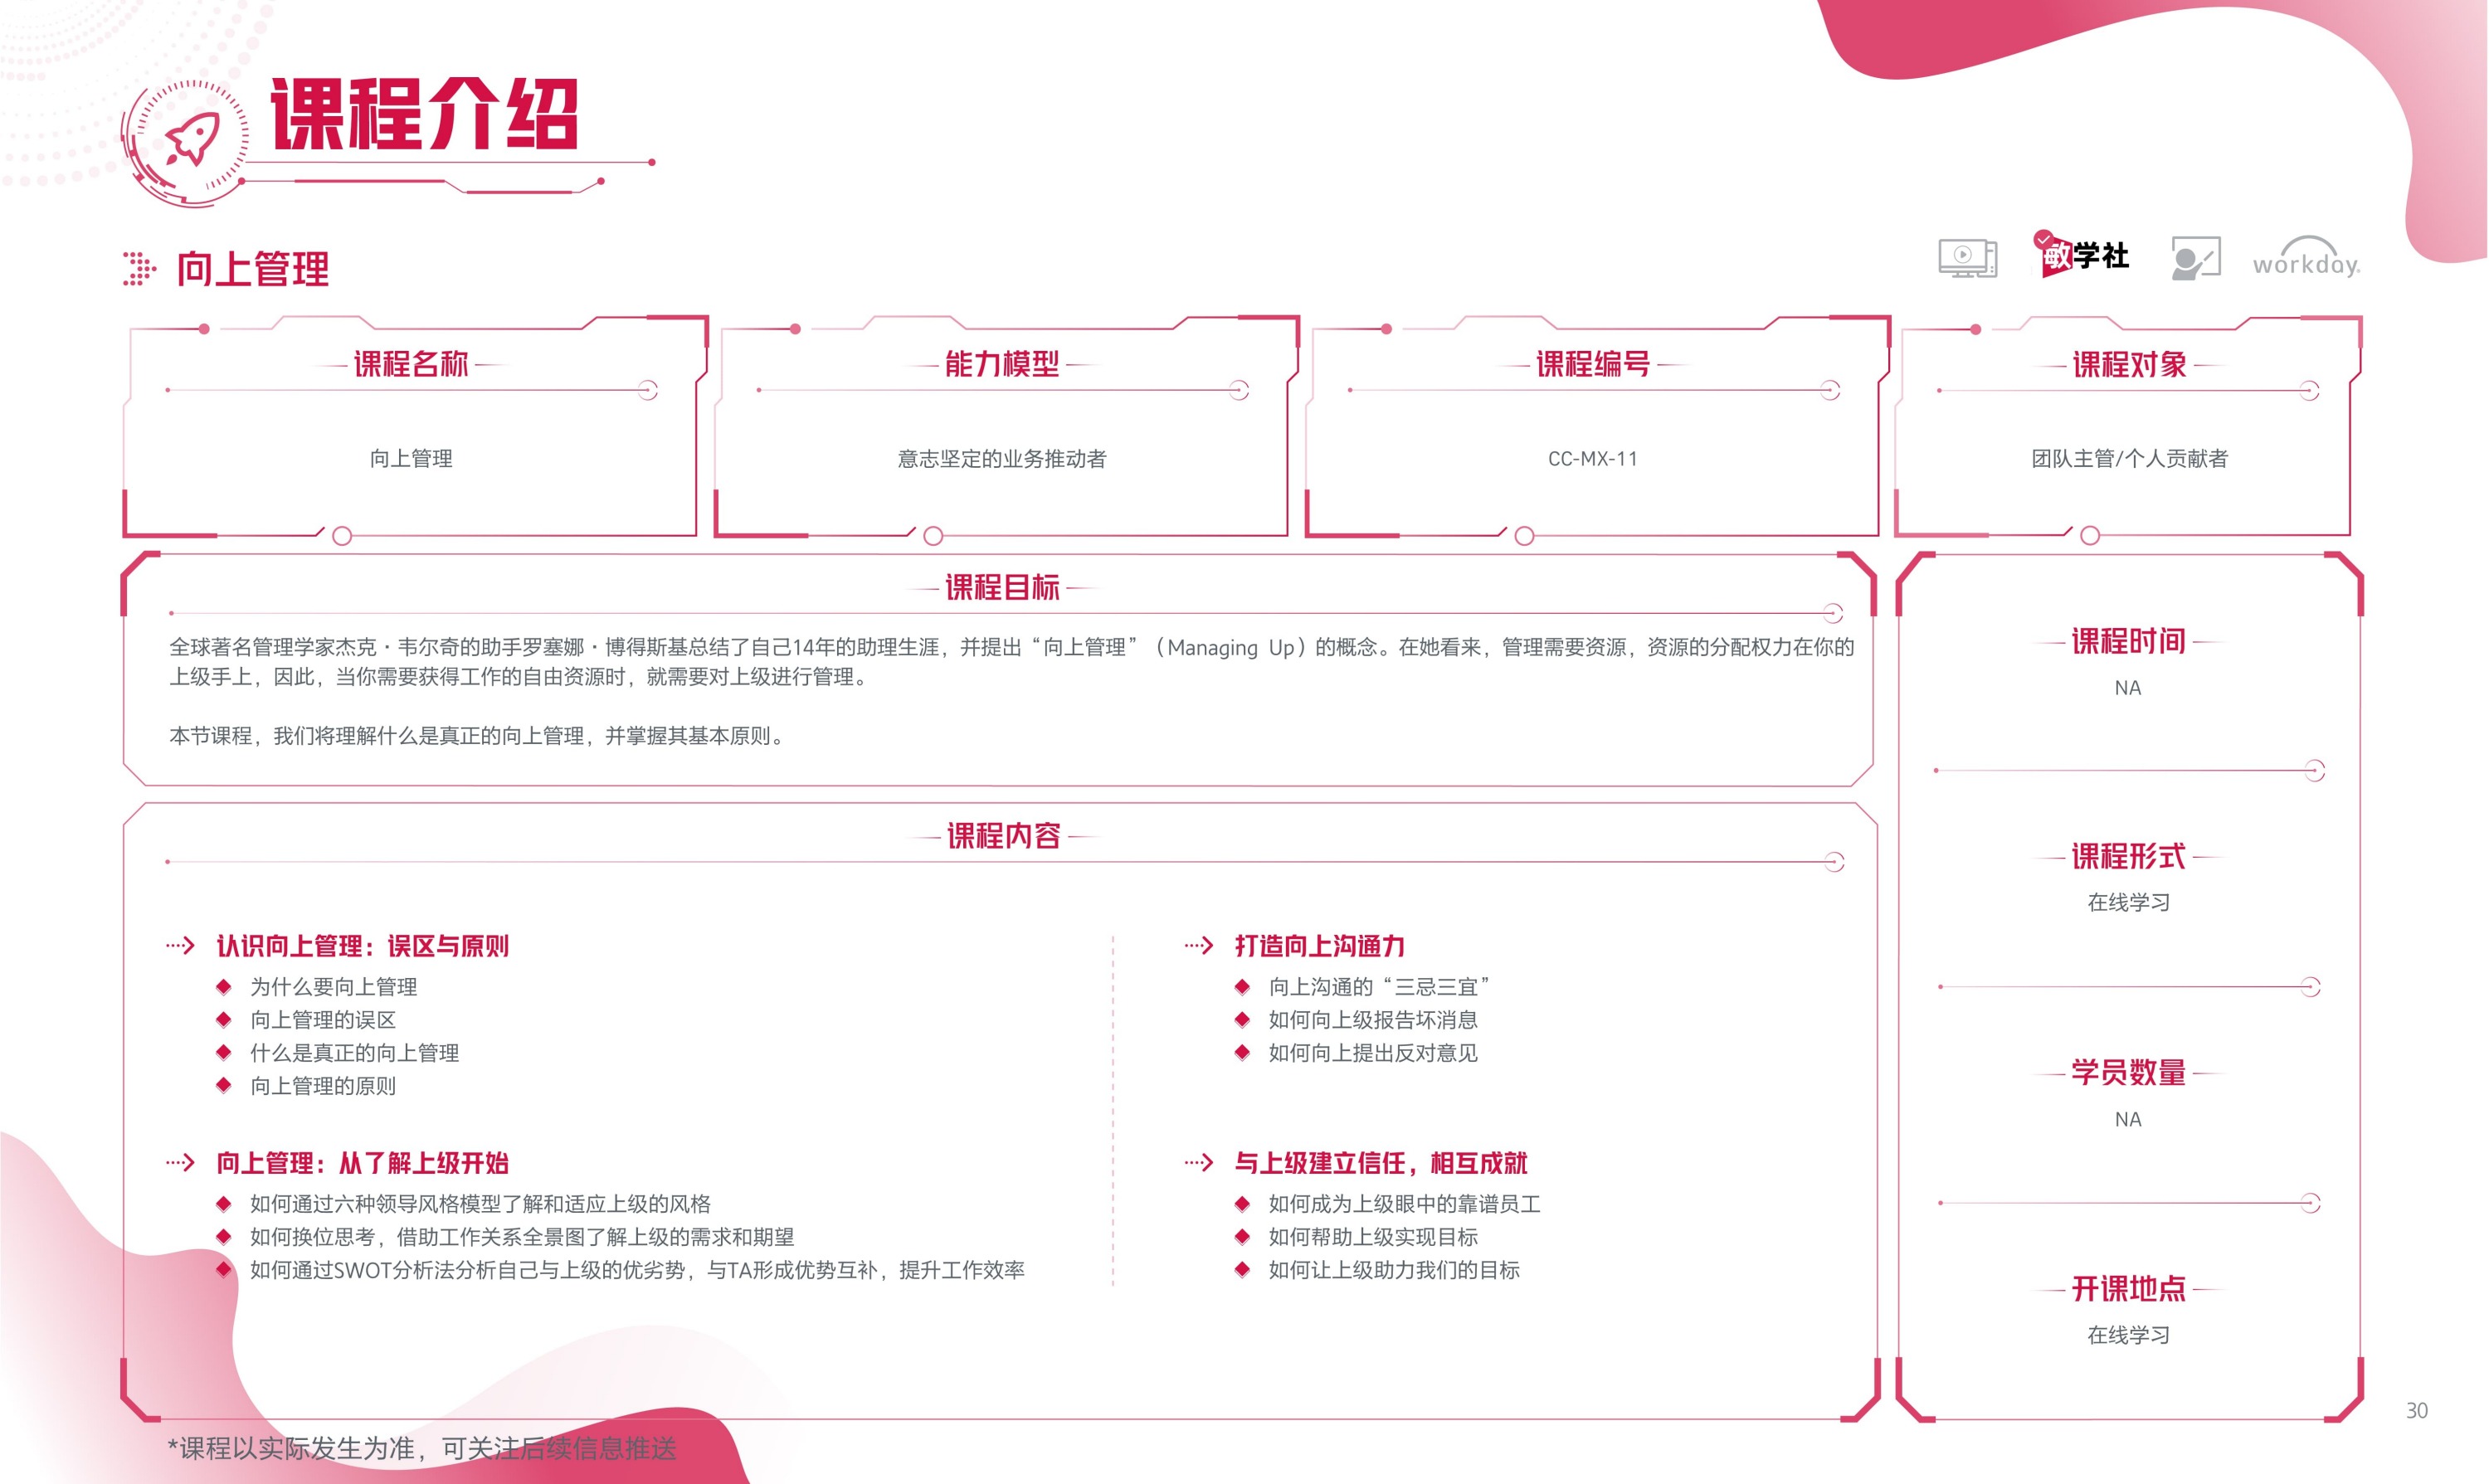 课程介绍
向上管理
敏学社
workday.
课程名称
向上管理
能力模型
意志坚定的业务推动者
课程编号
CC-MX-11
课程对象
团队主管/个人贡献者
课程目标
全球著名管理学家杰克·韦尔奇的助手罗塞娜·博得斯基总结了自己14年的助理生涯，并提出“向上管理”（Managing Up）的概念。在她看来，管理需要资源，资源的分配权力在你的
上级手上，因此，当你需要获得工作的自由资源时，就需要对上级进行管理。
本节课程，我们将理解什么是真正的向上管理，并掌握其基本原则。
课程内容
认识向上管理：误区与原则
为什么要向上管理
向上管理的误区
什么是真正的向上管理
向上管理的原则
向上管理：从了解上级开始
如何通过六种领导风格模型了解和适应上级的风格
如何换位思考，借助工作关系全景图了解上级的需求和期望
如何通过SWOT分析法分析自己与上级的优劣势，与TA形成优势互补，提升工作效率
打造向上沟通力
向上沟通的“三忌三宜”
如何向上级报告坏消息
如何向上提出反对意见
与上级建立信任，相互成就
如何成为上级眼中的靠谱员工
如何帮助上级实现目标
如何让上级助力我们的目标
课程时间
NA
课程形式
在线学习
学员数量
NA
开课地点
在线学习
*课程以实际发生为准，可关注后续信息推送
30